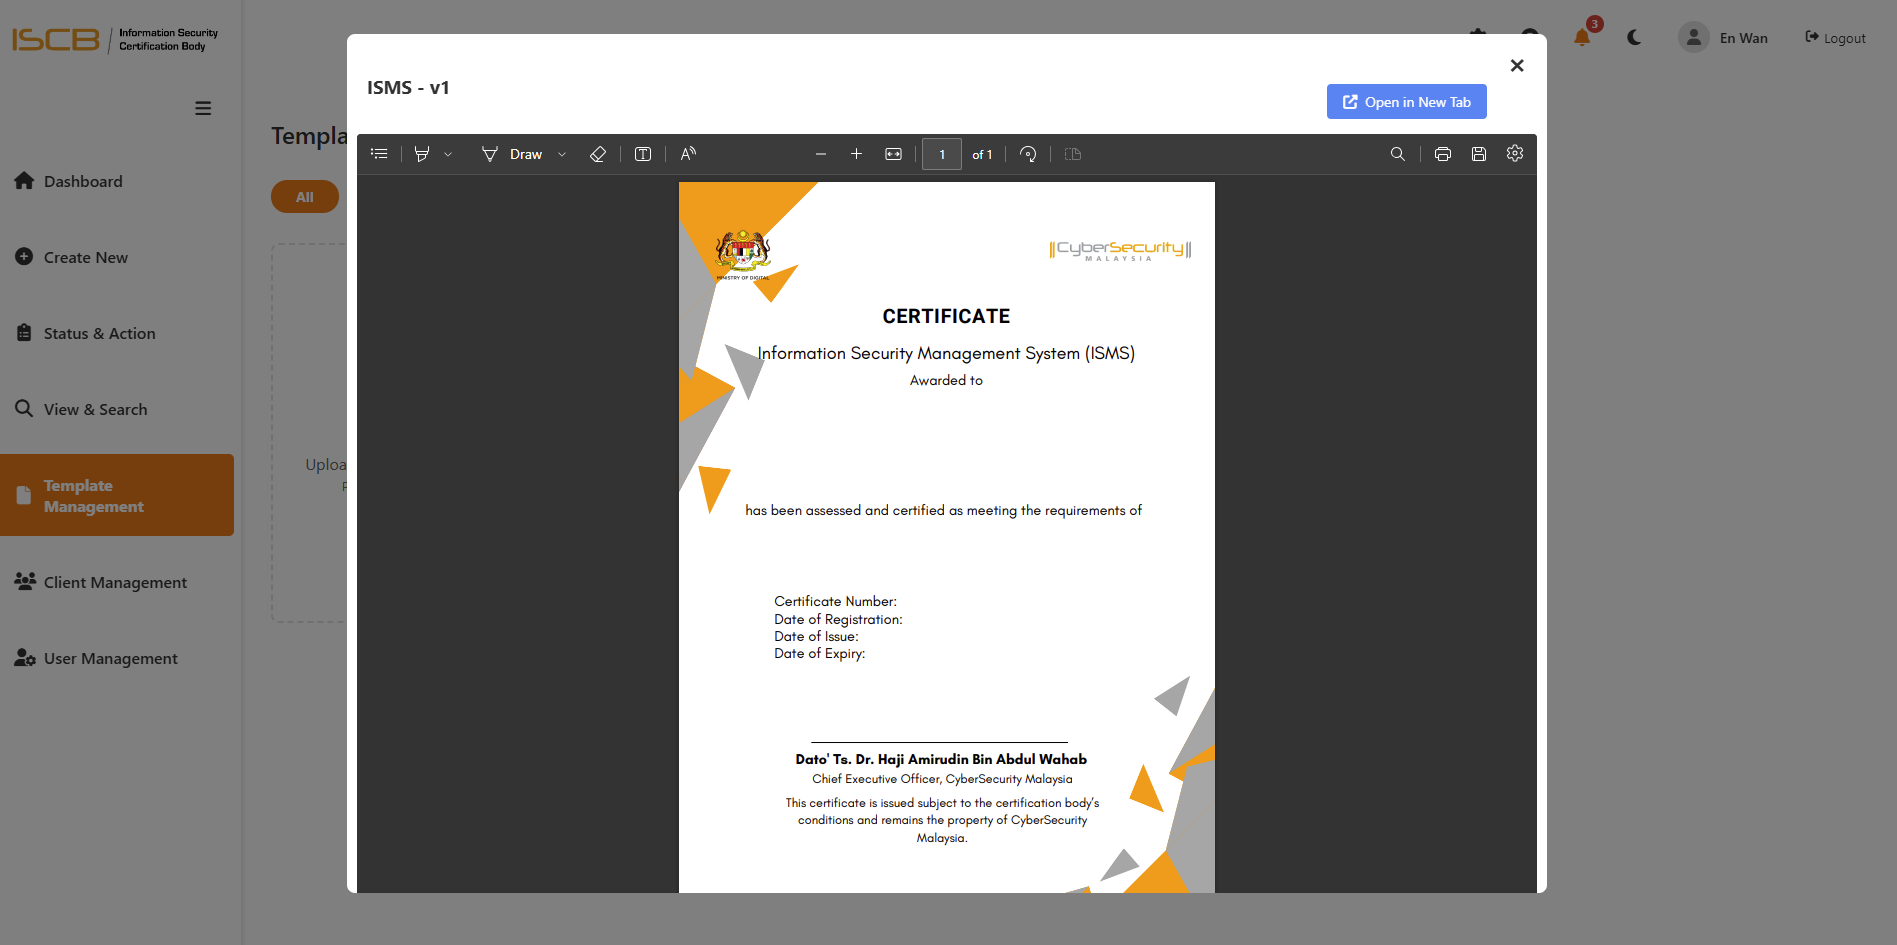 ISCB
Information Security
Certification Body
3
En Wan
Logout
ISMS - v1
Open in New Tab
Draw
1
of 1
Dashboard
All
Create New
Status & Action
View & Search
Template
Management
Client Management
User Management
MINISTRY OF DIGITAL
CyberSecurity
MALAYSIA
CERTIFICATE
Information Security Management System (ISMS)
Awarded to
has been assessed and certified as meeting the requirements of
Certificate Number:
Date of Registration:
Date of Issue:
Date of Expiry:
Dato' Ts. Dr. Haji Amirudin Bin Abdul Wahab
Chief Executive Officer, CyberSecurity Malaysia
This certificate is issued subject to the certification body's
conditions and remains the property of CyberSecurity
Malaysia.